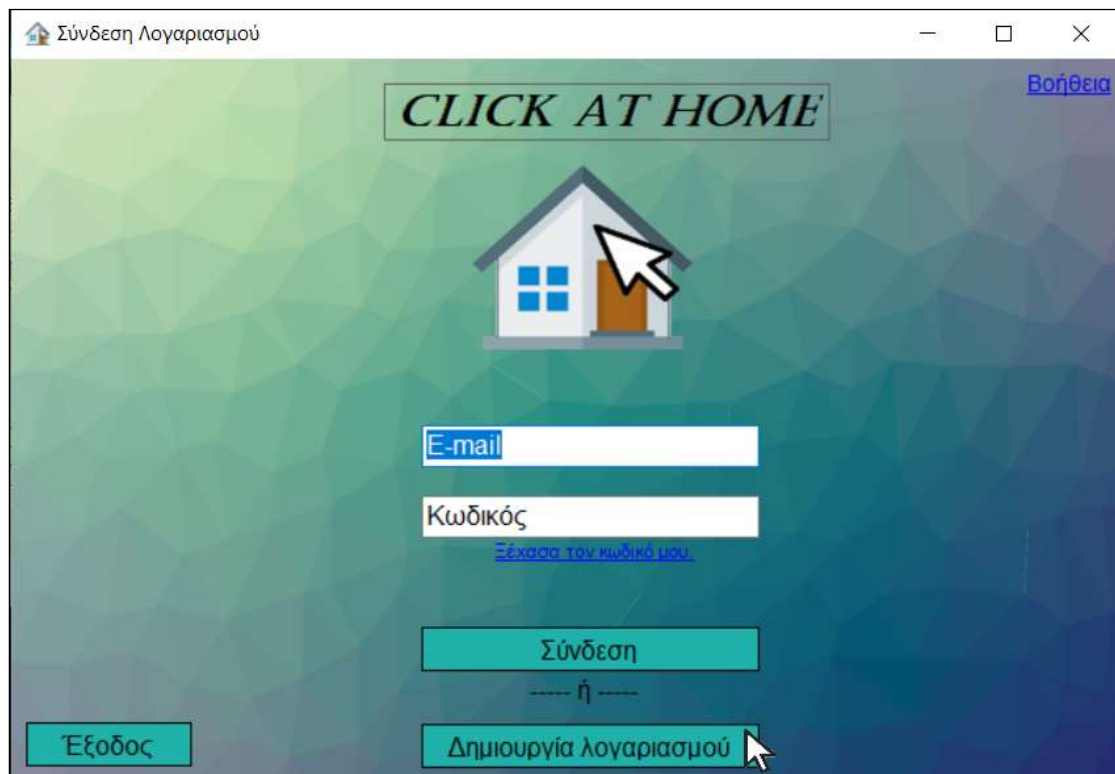 Σύνδεση Λογαριασμού
Βοήθεια
CLICK AT HOME
E-mail
Κωδικός
Ξέχασα τον κωδικό μου.
Σύνδεση
----- ή -----
Έξοδος
Δημιουργία λογαριασμού